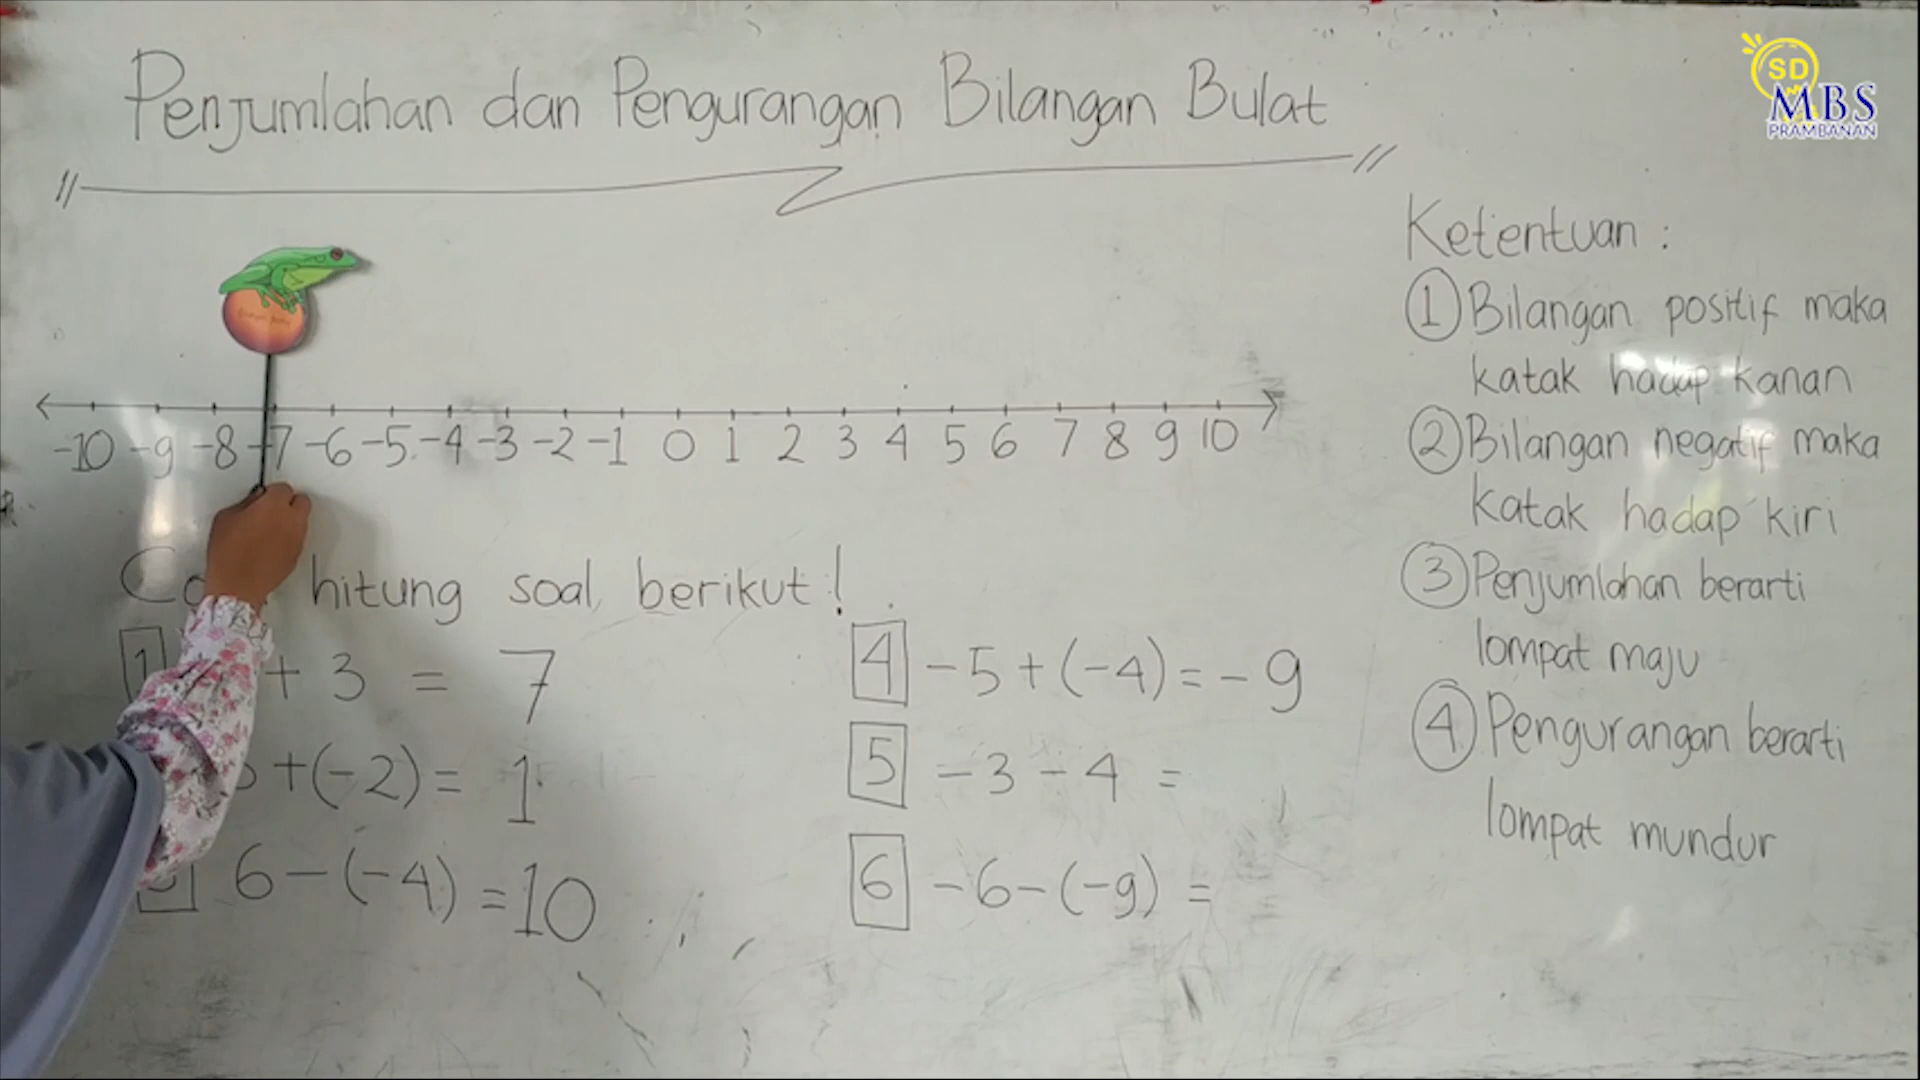 Penjumlahan dan Pengurangan Bilangan Bulat
SD
MBS
PRAMBANAN
-10 -9 -8 -7 -6 -5 -4 -3 -2 -1 0 1 2 3 4 5 6 7 8 9 10
hitung soal berikut!
+ 3 = 7
+(-2) = 1
6-(-4) = 10
4 -5+(-4) = -9
5 -3-4 =
6 -6-(-9) =
Ketentuan :
1 Bilangan positif maka
katak hadap kanan
2 Bilangan negatif maka
katak hadap kiri
3 Penjumlahan berarti
lompat maju
4 Pengurangan berarti
lompat mundur